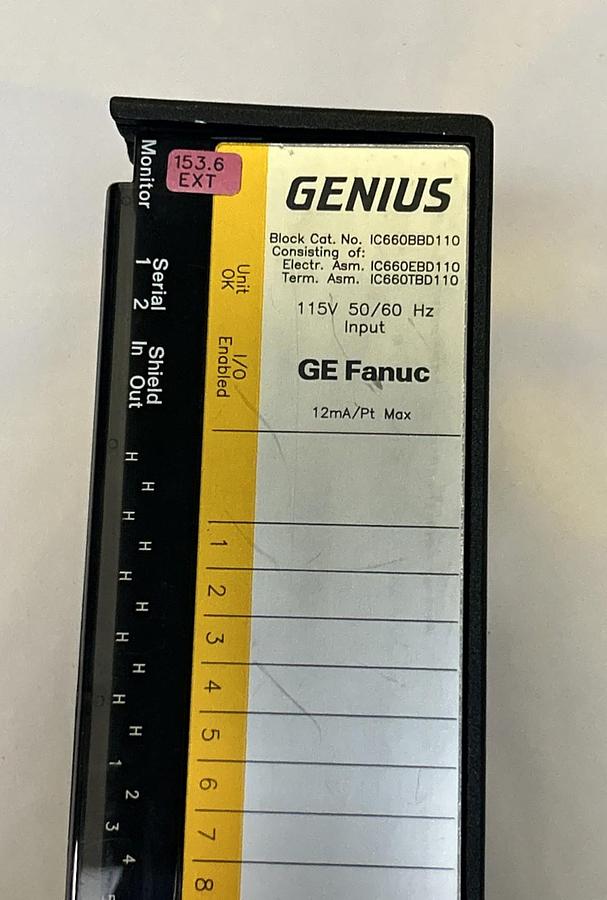 153.6
EXT
GENIUS
Block Cat. No. IC660BBD110
Consisting of:
Electr. Asm. IC660EBD110
Term. Asm. IC660TBD110
115V 50/60 Hz
Input
GE Fanuc
12mA/Pt Max
Unit
OK
I/O
Enabled
1
2
3
4
5
6
7
8
Monitor
Serial
1 2
Shield
In Out
H
H
H
H
H
H
H
H
H
H
1
2
3
4